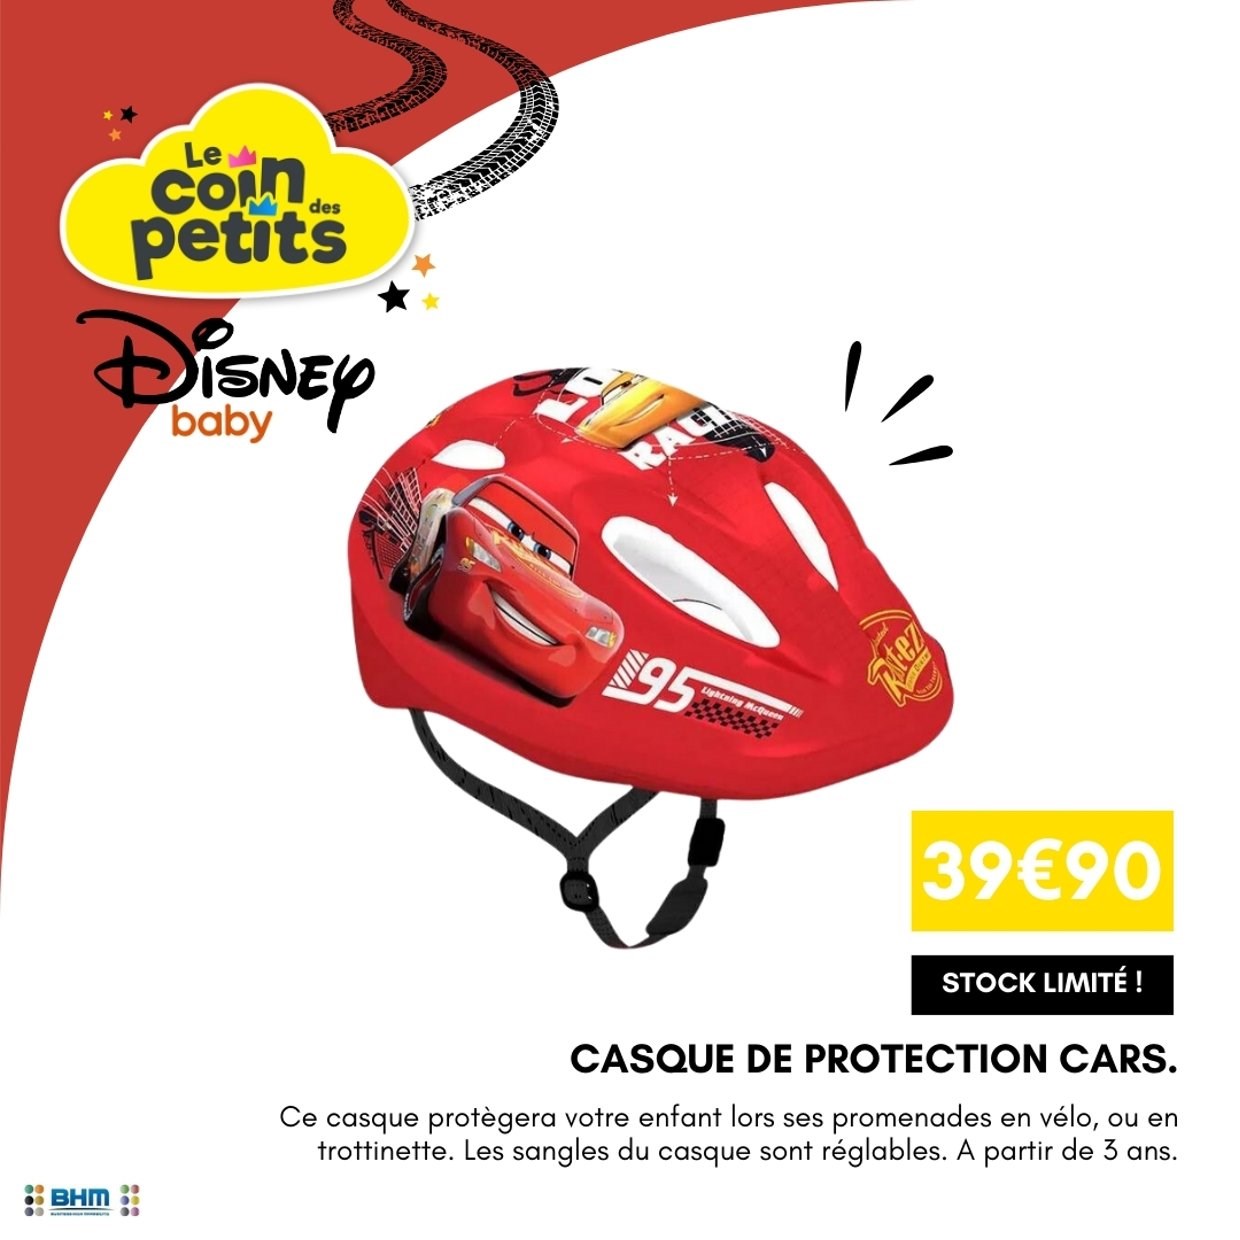 Le
coin
des
petits
Disney
baby
RAC
95
Lightning McQueen
39€90
STOCK LIMITÉ !
CASQUE DE PROTECTION CARS.
Ce casque protègera votre enfant lors ses promenades en vélo, ou en
trottinette. Les sangles du casque sont réglables. A partir de 3 ans.
BHM